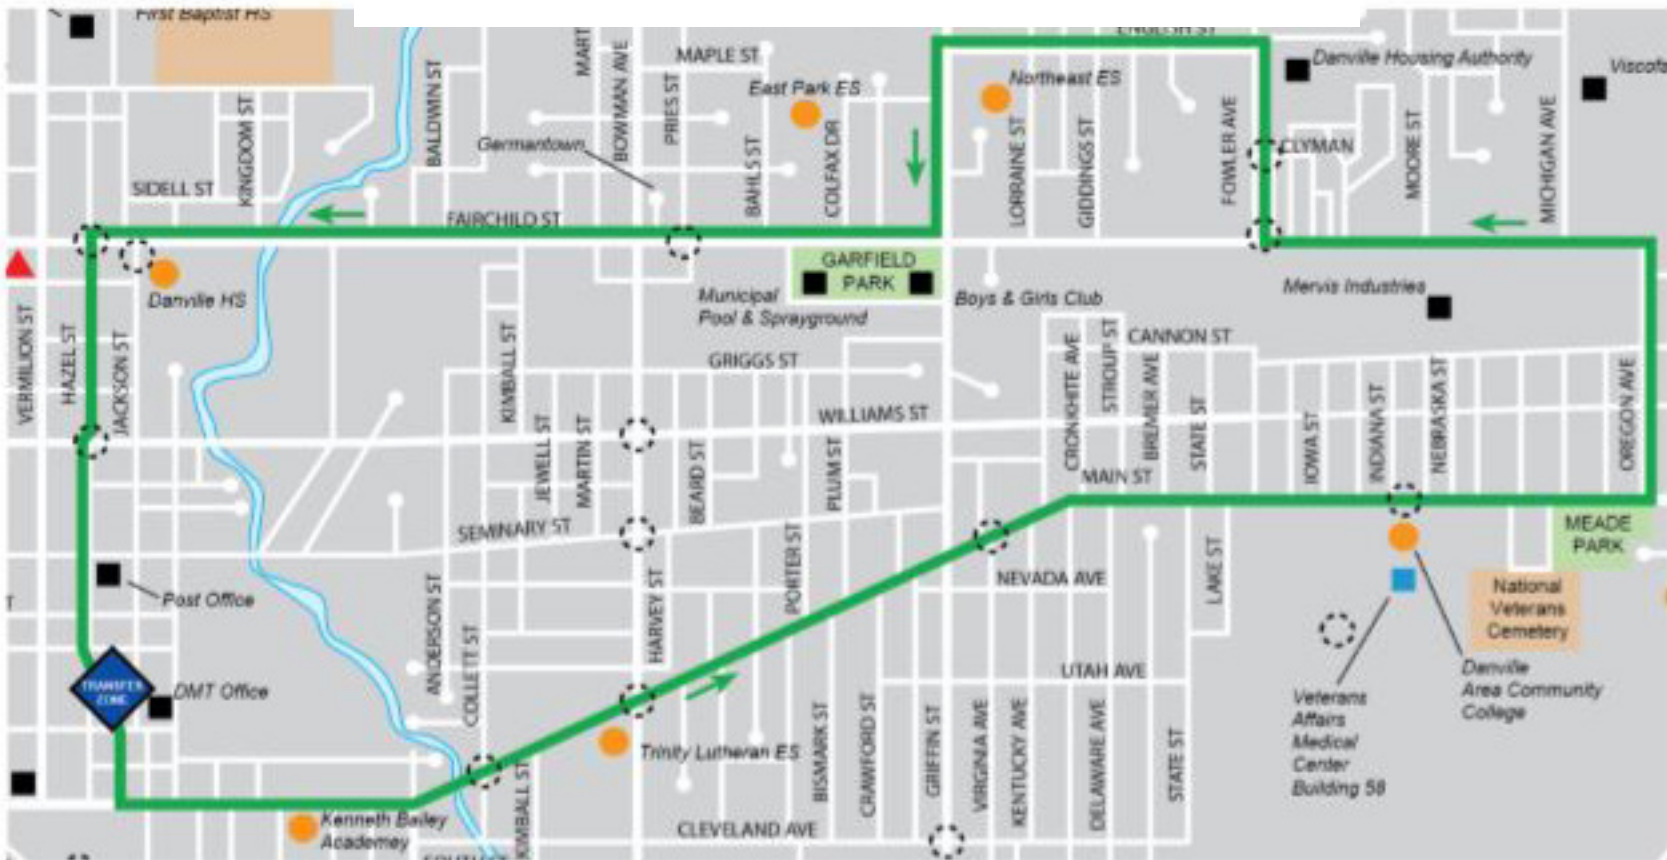 First Baptist HS
ENGLISH ST
MAPLE ST
East Park ES
Northeast ES
Danville Housing Authority
BALDWIN ST
MART
BOWMAN AVE
PRIES ST
KINGDOM ST
Germantown
BAHLS ST
COLFAX DR
LORRAINE ST
GIDDINGS ST
FOWLER AVE
CLYMAN
MOORE ST
MICHIGAN AVE
SIDELL ST
FAIRCHILD ST
GARFIELD
PARK
Danville HS
Municipal
Pool & Sprayground
Boys & Girls Club
Mervis Industries
VERMILION ST
HAZEL ST
JACKSON ST
KIMBALL ST
GRIGGS ST
CANNON ST
CRONKHITE AVE
STROUP ST
BREMER AVE
STATE ST
IOWA ST
INDIANA ST
NEBRASKA ST
OREGON AVE
WILLIAMS ST
JEWELL ST
MARTIN ST
BEARD ST
PLUM ST
MAIN ST
SEMINARY ST
MEADE
PARK
PORTER ST
NEVADA AVE
LAKE ST
Post Office
ANDERSON ST
COLLETT ST
HARVEY ST
National
Veterans
Cemetery
TRANSFER
ZONE
DMT Office
UTAH AVE
Veterans
Affairs
Medical
Center
Building 58
Danville
Area Community
College
Trinity Lutheran ES
BISMARK ST
CRAWFORD ST
GRIFFIN ST
VIRGINIA AVE
KENTUCKY AVE
DELAWARE AVE
STATE ST
KIMBALL ST
Kenneth Bailey
Academey
CLEVELAND AVE